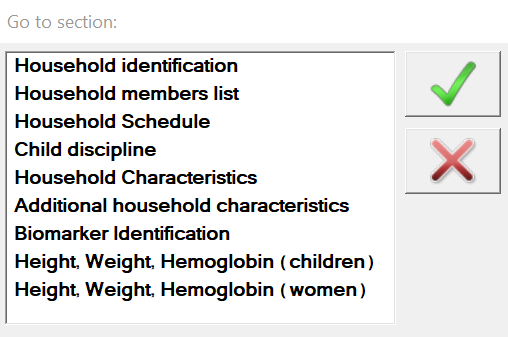 Go to section:
Household identification
Household members list
Household Schedule
Child discipline
Household Characteristics
Additional household characteristics
Biomarker Identification
Height, Weight, Hemoglobin (children)
Height, Weight, Hemoglobin (women)